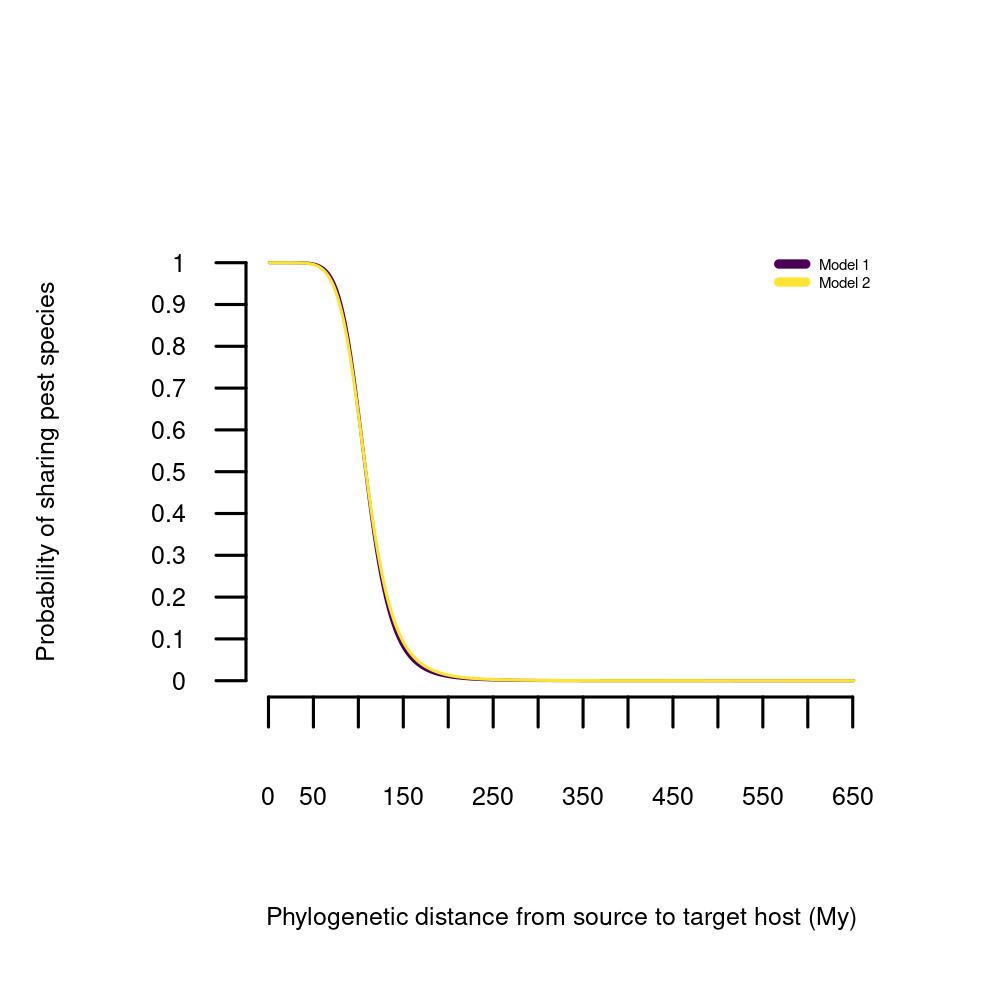 Model 1
Model 2
Probability of sharing pest species
1
0.9
0.8
0.7
0.6
0.5
0.4
0.3
0.2
0.1
0
0 50 150 250 350 450 550 650
Phylogenetic distance from source to target host (My)